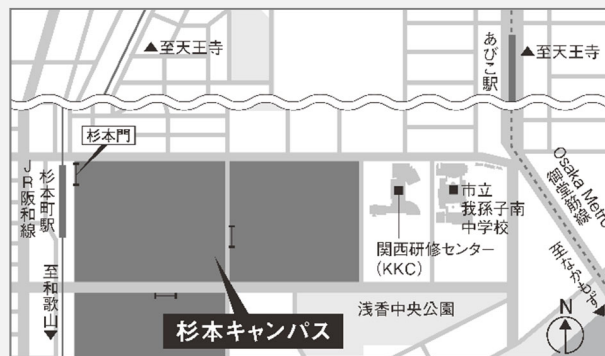 ▲至天王寺
あびこ駅
▲至天王寺
杉本門
JR阪和線
杉本町駅
至和歌山▼
市立
我孫子南
中学校
関西研修センター
(KKC)
Osaka Metro
御堂筋線
至なかもず▼
浅香中央公園
杉本キャンパス
N